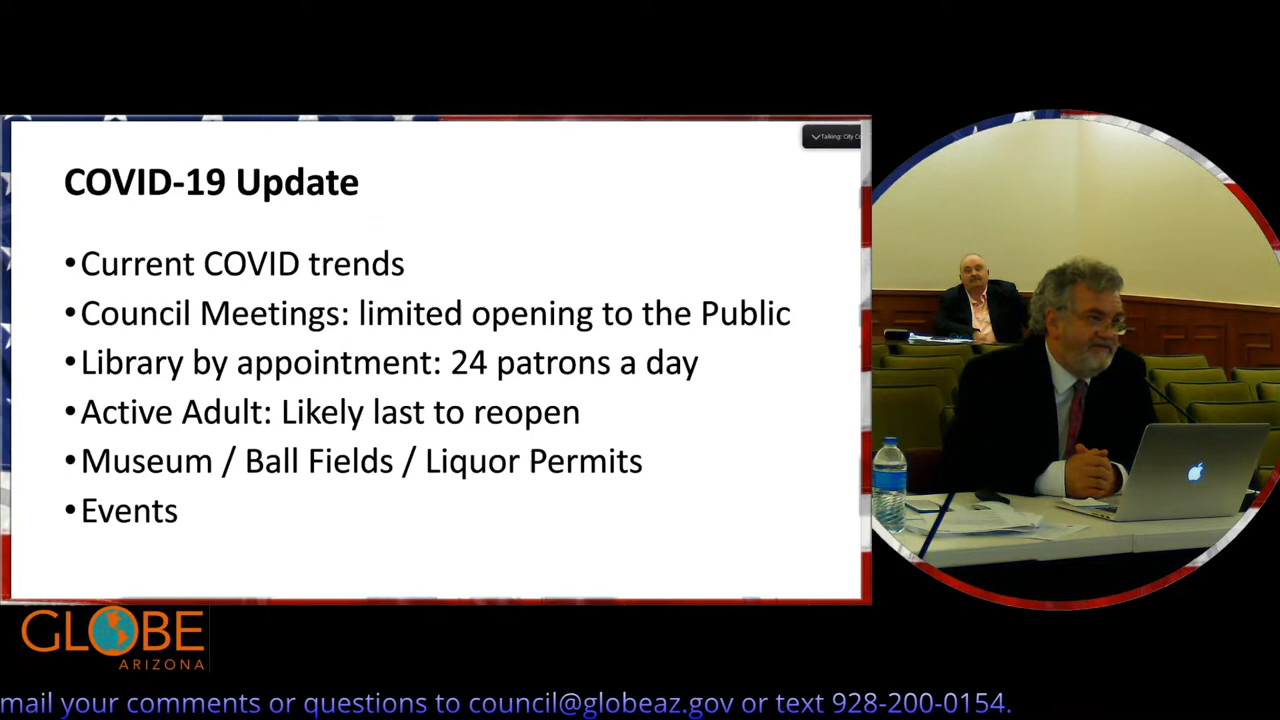 Talking: City
COVID-19 Update
•Current COVID trends
•Council Meetings: limited opening to the Public
•Library by appointment: 24 patrons a day
•Active Adult: Likely last to reopen
•Museum / Ball Fields / Liquor Permits
•Events
GLOBE
ARIZONA
mail your comments or questions to council@globeaz.gov or text 928-200-0154.